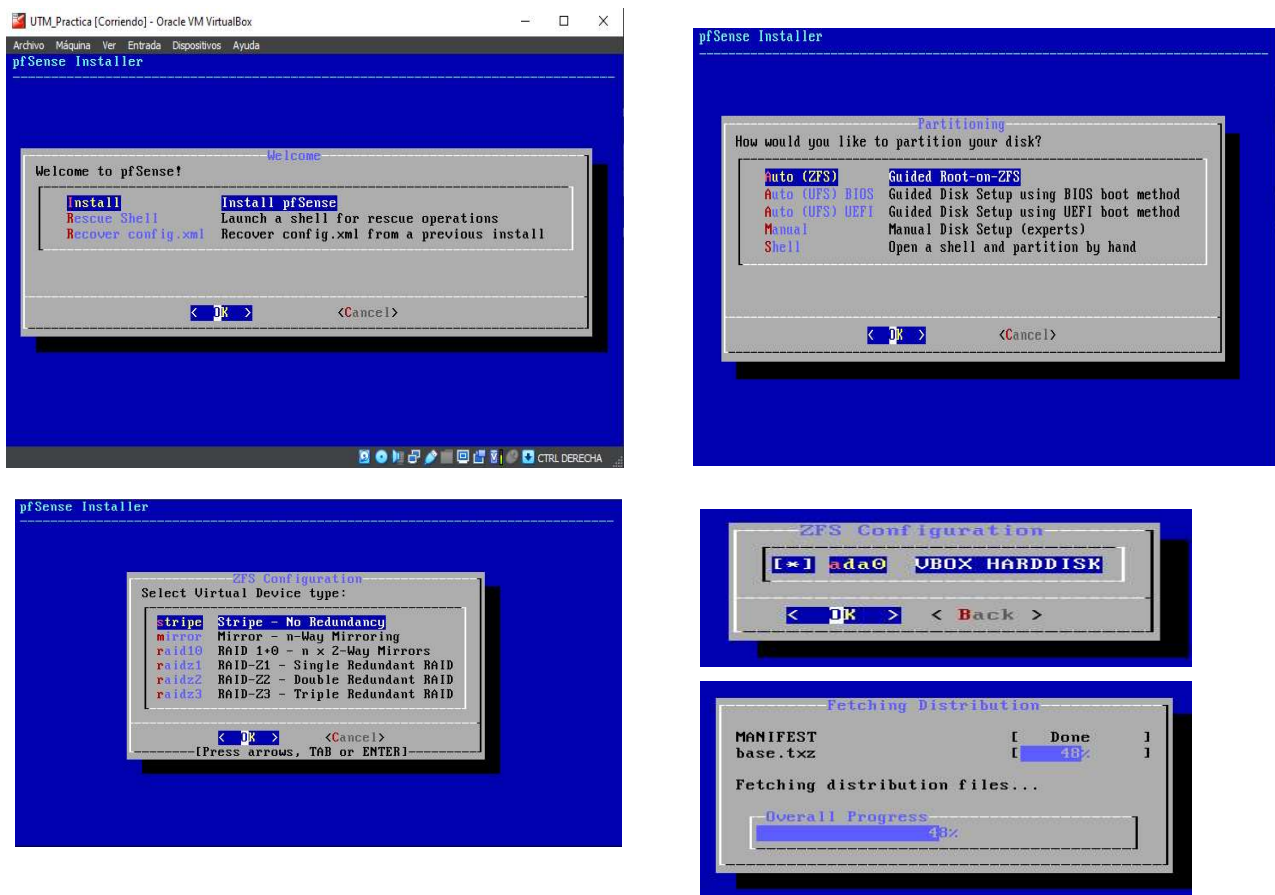 UTM_Practica [Corriendo] - Oracle VM VirtualBox
Archivo Máquina Ver Entrada Dispositivos Ayuda
pfSense Installer
Welcome
Welcome to pfSense!
Install Install pfSense
Rescue Shell Launch a shell for rescue operations
Recover config.xml Recover config.xml from a previous install
< OK > <Cancel>
CTRL DERECHA
pfSense Installer
Partitioning
How would you like to partition your disk?
Auto (ZFS) Guided Root-on-ZFS
Auto (UFS) BIOS Guided Disk Setup using BIOS boot method
Auto (UFS) UEFI Guided Disk Setup using UEFI boot method
Manual Manual Disk Setup (experts)
Shell Open a shell and partition by hand
< OK > <Cancel>
pfSense Installer
ZFS Configuration
Select Virtual Device type:
stripe Stripe - No Redundancy
mirror Mirror - n-Way Mirroring
raid10 RAID 1+0 - n x 2-Way Mirrors
raidz1 RAID-Z1 - Single Redundant RAID
raidz2 RAID-Z2 - Double Redundant RAID
raidz3 RAID-Z3 - Triple Redundant RAID
< OK > <Cancel>
[Press arrows, TAB or ENTER]
ZFS Configuration
[*] ada0 VBOX HARDDISK
< OK > < Back >
Fetching Distribution
MANIFEST [ Done ]
base.txz [ 48% ]
Fetching distribution files...
Overall Progress
48%